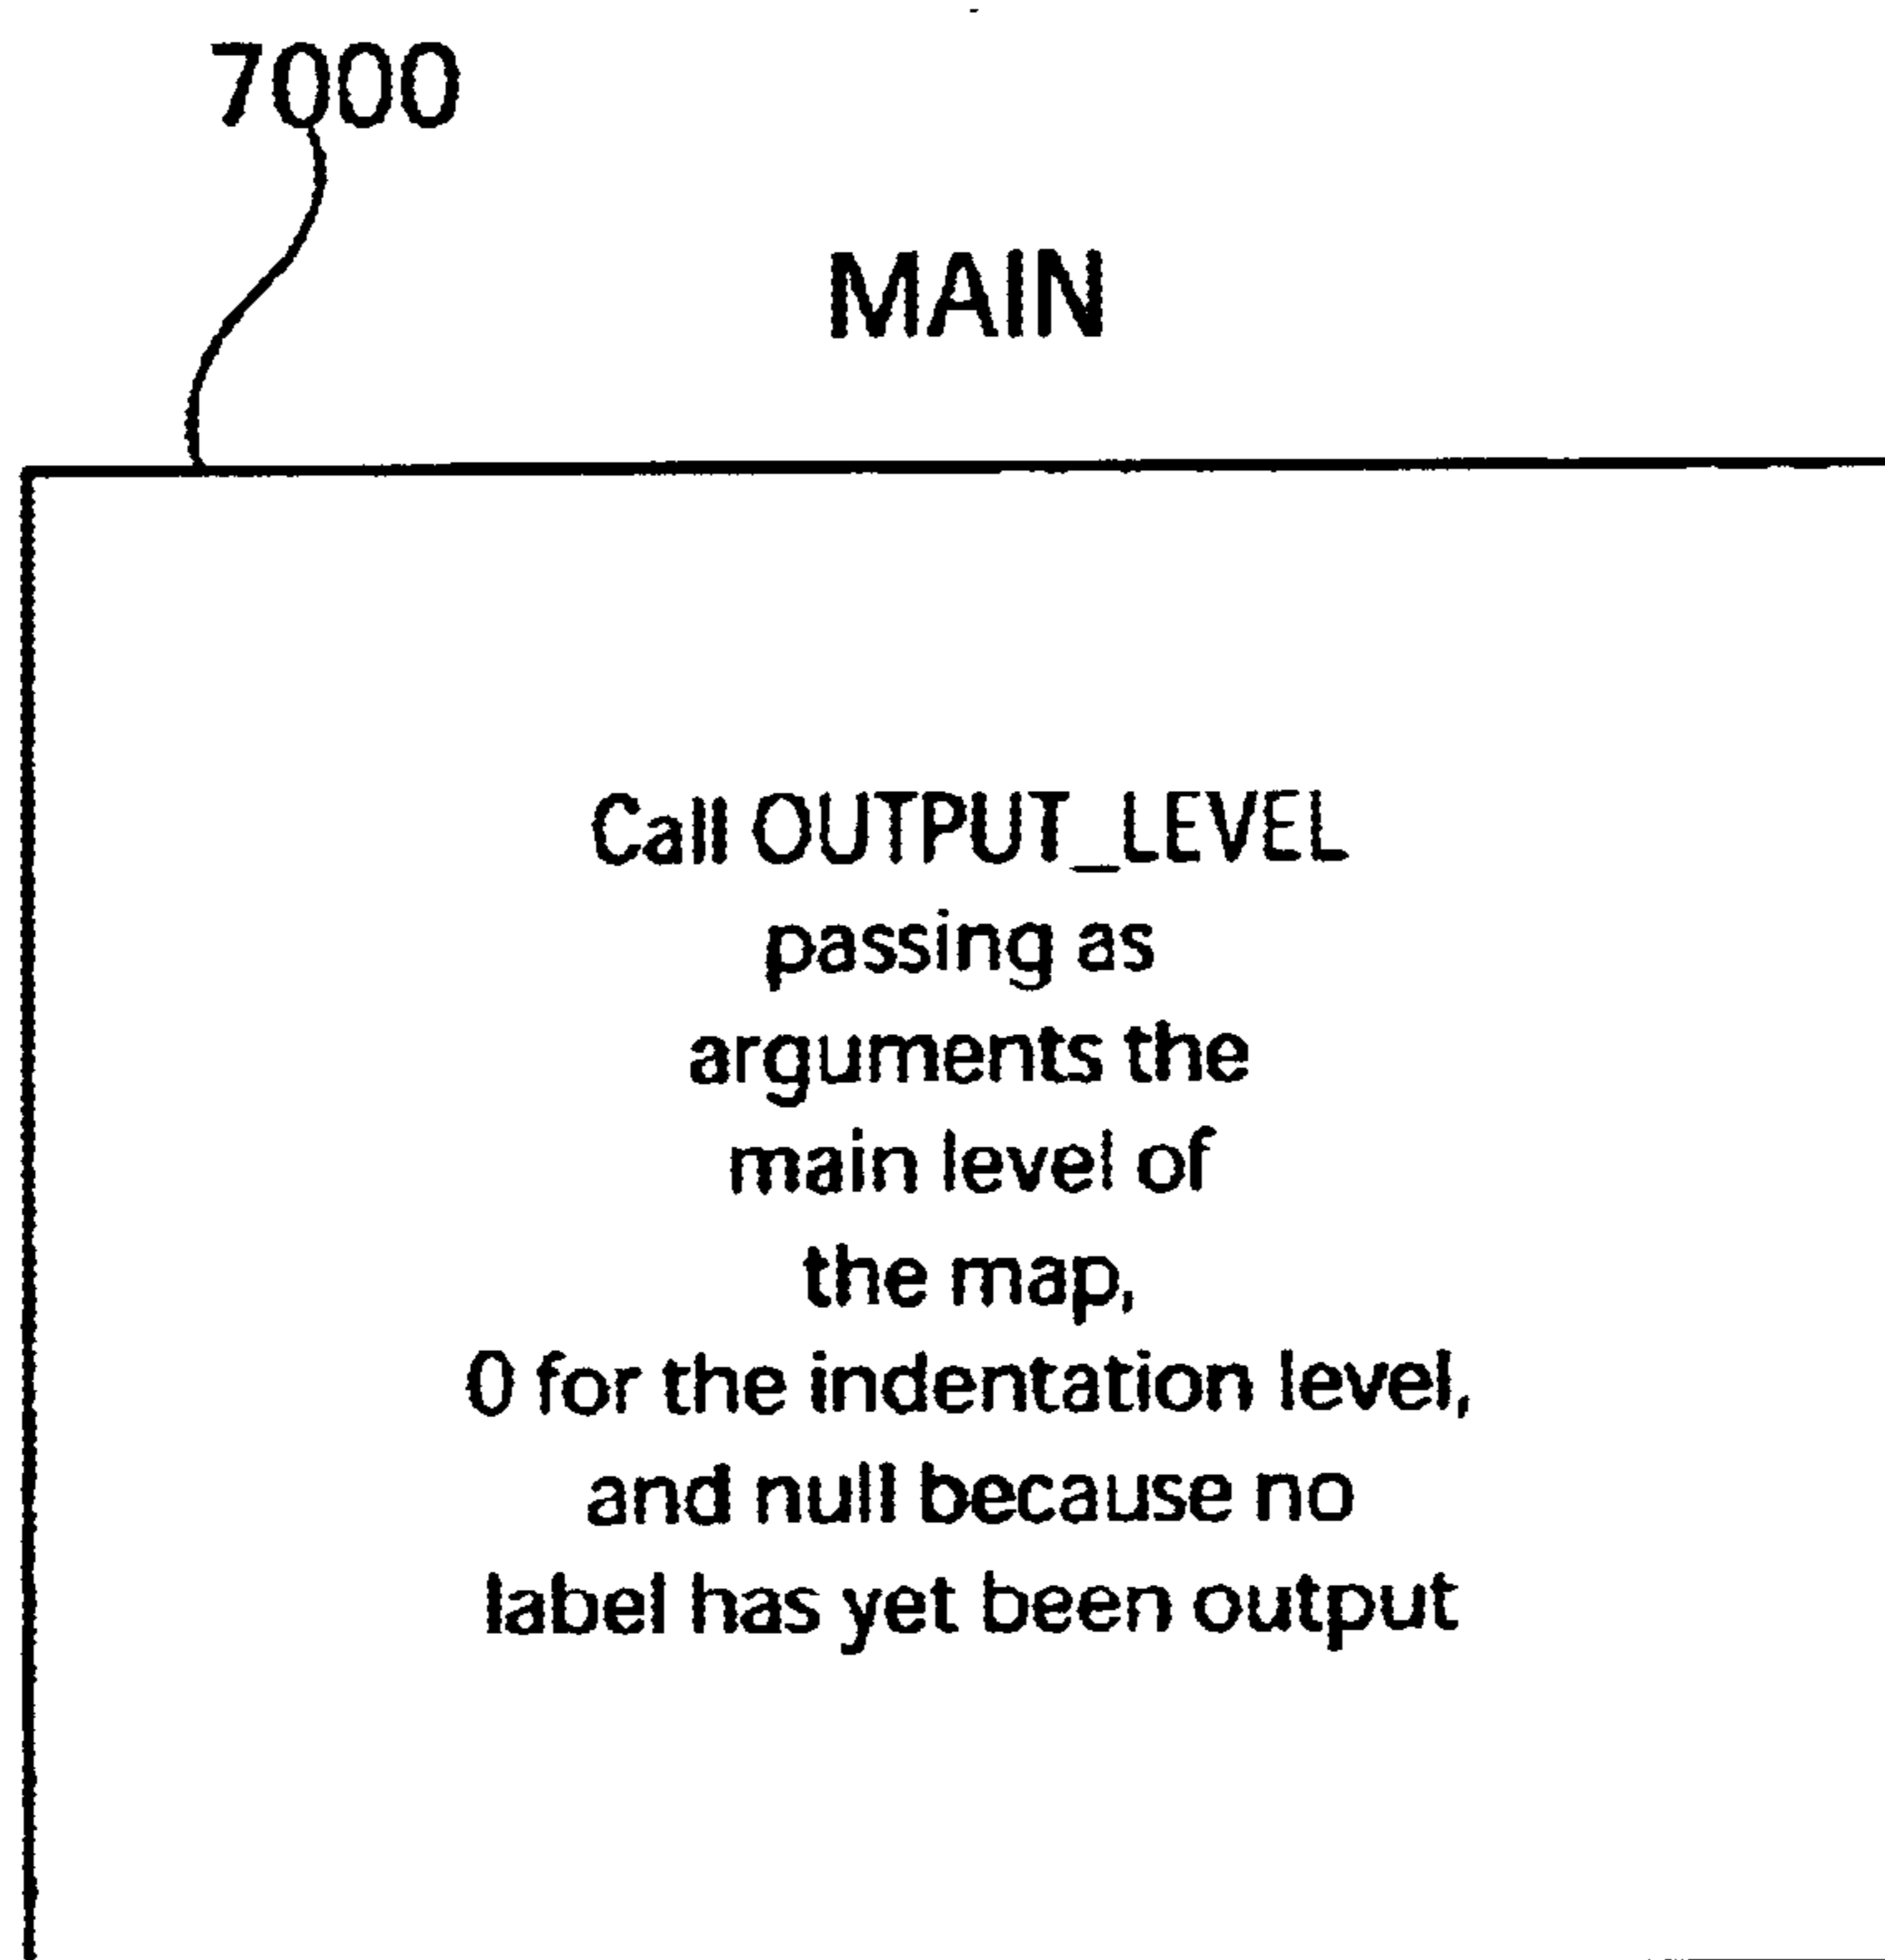 7000
MAIN
Call OUTPUT_LEVEL
passing as
arguments the
main level of
the map,
0 for the indentation level,
and null because no
label has yet been output